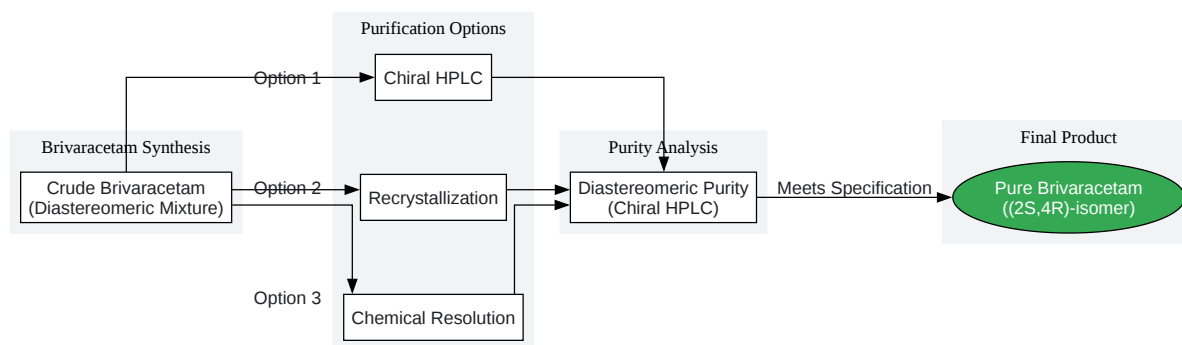 Purification Options
Option 1
Chiral HPLC
Brivaracetam Synthesis
Crude Brivaracetam
(Diastereomeric Mixture)
Option 2
Recrystallization
Option 3
Chemical Resolution
Purity Analysis
Diastereomeric Purity
(Chiral HPLC)
Meets Specification
Final Product
Pure Brivaracetam
((2S,4R)-isomer)